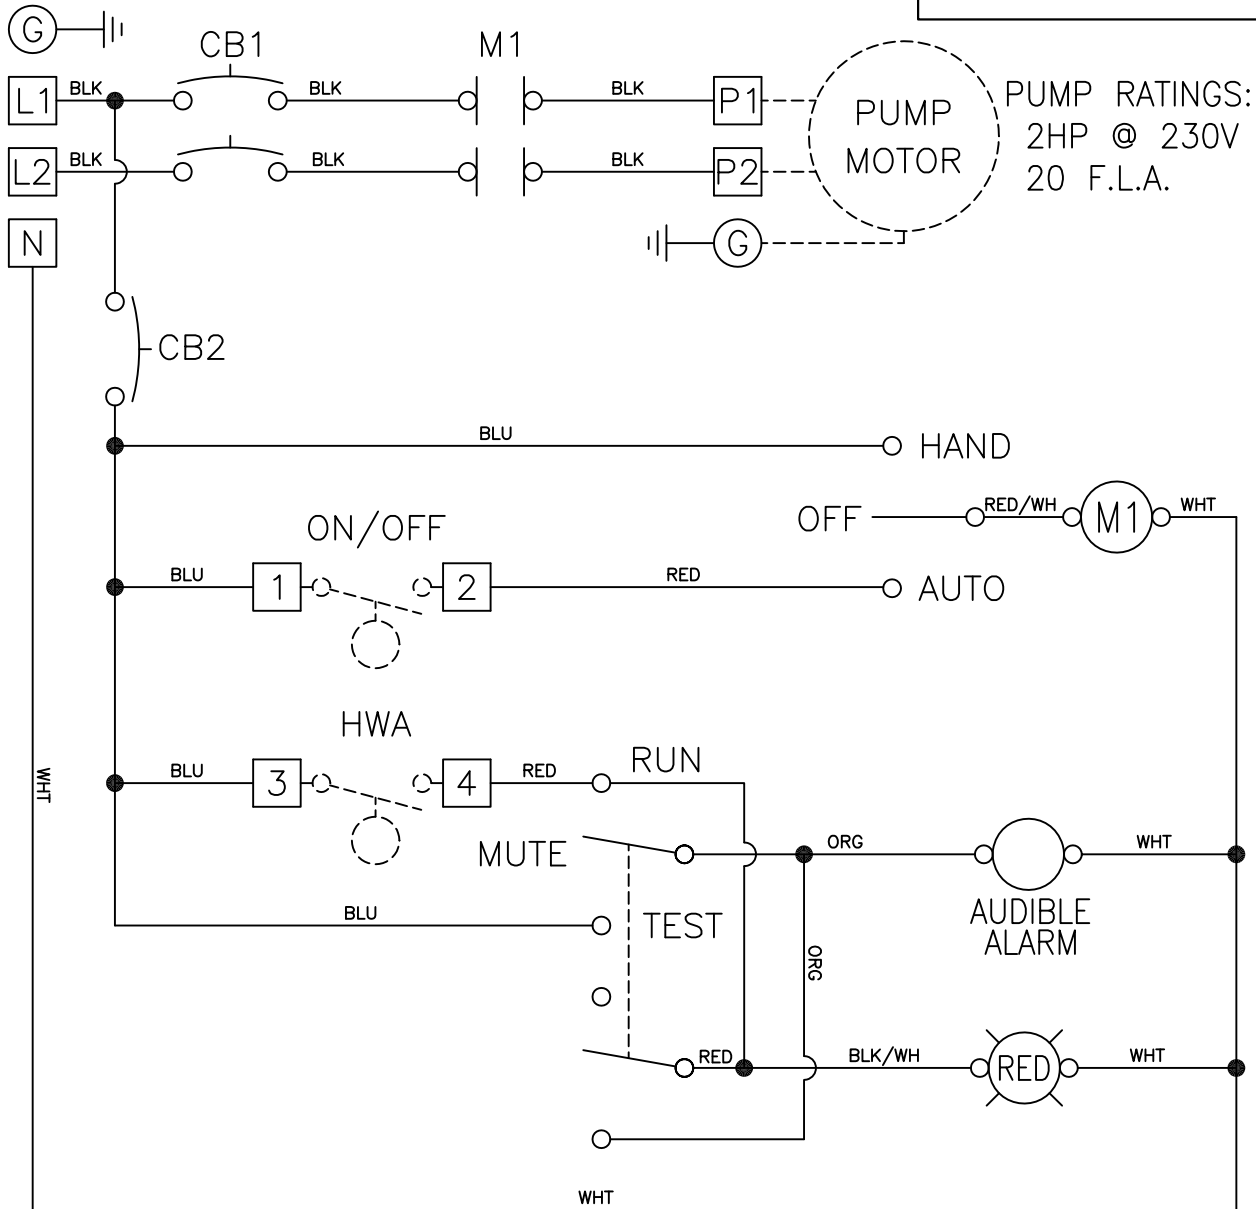 G
CB1
M1
L1 BLK BLK BLK P1
PUMP MOTOR
PUMP RATINGS:
2HP @ 230V
20 F.L.A.
L2 BLK BLK BLK P2
N
G
CB2
BLU HAND
OFF RED/WH M1 WHT
ON/OFF
BLU 1 2 RED AUTO
HWA
BLU 3 4 RED RUN
WHT
MUTE ORG WHT
AUDIBLE
ALARM
BLU TEST
ORG
RED BLK/WH RED WHT
WHT